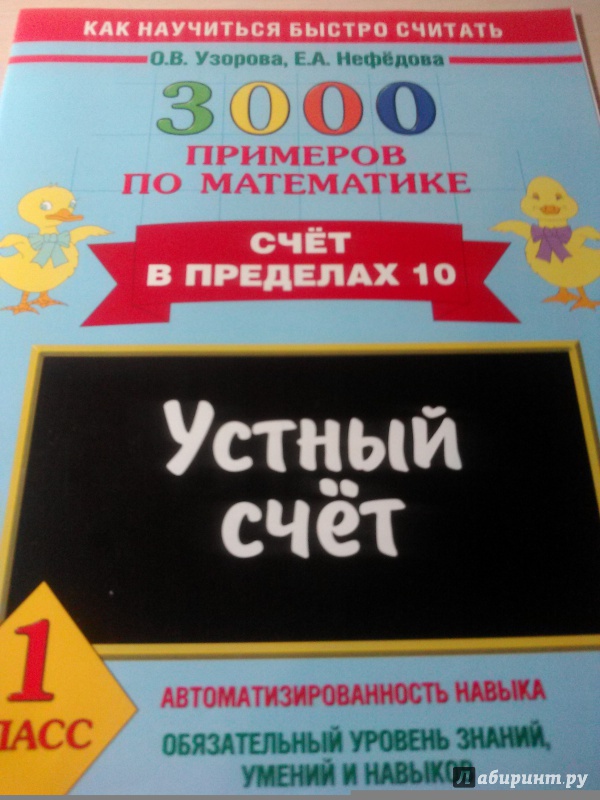 КАК НАУЧИТЬСЯ БЫСТРО СЧИТАТЬ
О.В. Узорова, Е.А. Нефёдова
3000
ПРИМЕРОВ
ПО МАТЕМАТИКЕ
СЧЁТ
В ПРЕДЕЛАХ 10
Устный
счёт
1
ЛАСС
АВТОМАТИЗИРОВАННОСТЬ НАВЫКА
ОБЯЗАТЕЛЬНЫЙ УРОВЕНЬ ЗНАНИЙ,
УМЕНИЙ И НАВЫКОВ
Лабиринт.ру